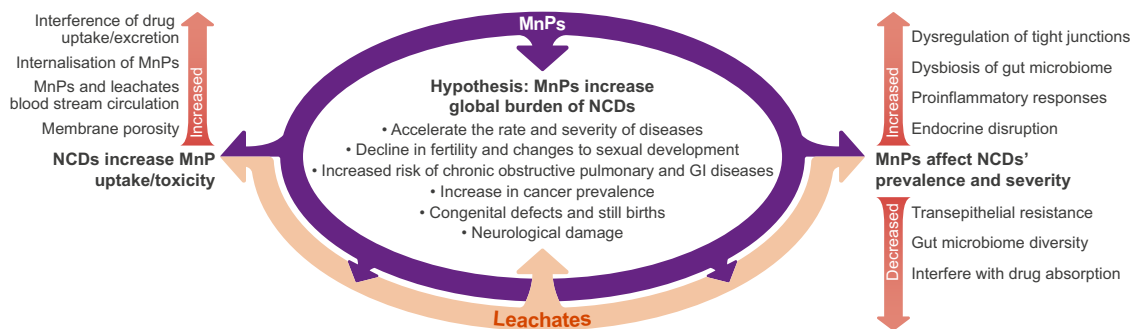 Interference of drug
uptake/excretion
Internalisation of MnPs
MnPs and leachates
blood stream circulation
Membrane porosity
Increased
NCDs increase MnP
uptake/toxicity
MnPs
Hypothesis: MnPs increase
global burden of NCDs
• Accelerate the rate and severity of diseases
• Decline in fertility and changes to sexual development
• Increased risk of chronic obstructive pulmonary and GI diseases
• Increase in cancer prevalence
• Congenital defects and still births
• Neurological damage
Leachates
Increased
Dysregulation of tight junctions
Dysbiosis of gut microbiome
Proinflammatory responses
Endocrine disruption
MnPs affect NCDs’
prevalence and severity
Decreased
Transepithelial resistance
Gut microbiome diversity
Interfere with drug absorption